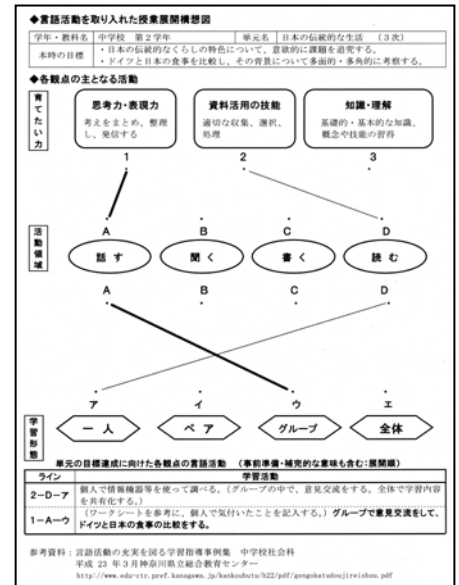 ◆言語活動を取り入れた授業展開構想図
学年・教科名 中学校 第2学年 単元名 日本の伝統的な生活 (3次)
本時の目標
・日本の伝統的なくらしの特色について、意欲的に課題を追究する。
・ドイツと日本の食事を比較し、その背景について多面的・多角的に考察する。
◆各観点の主となる活動
育てたい力
思考力・表現力 資料活用の技能 知識・理解
考えをまとめ、整理し、発信する
適切な収集、選択、処理
基礎的・基本的な知識、概念や技能の習得
1 2 3
A B C D
活動領域
話す 聞く 書く 読む
A B C D
ア イ ウ エ
学習形態
一人 ペア グループ 全体
単元の目標達成に向けた各観点の言語活動 (事前準備・補完的な意味も含む:展開順)
ライン 学習活動
2-D-ア 個人で情報機器等を使って調べる。(グループの中で、意見交流をする。全体で学習内容を共有化する。)
1-A-ウ (ワークシートを参考に、個人で気付いたことを記入する。)グループで意見交流をして、ドイツと日本の食事の比較をする。
参考資料:言語活動の充実を図る学習指導事例集 中学校社会科
平成 23 年3月神奈川県立総合教育センター
http://www.edu-ctr.pref.kanagawa.jp/kankoubutu/h22/pdf/gengokatudoujireishuu.pdf